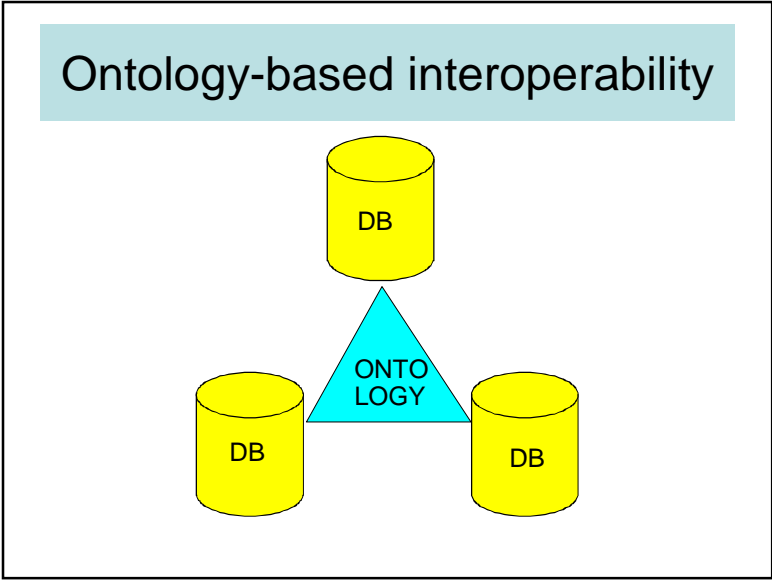 Ontology-based interoperability
DB
ONTO
LOGY
DB
DB